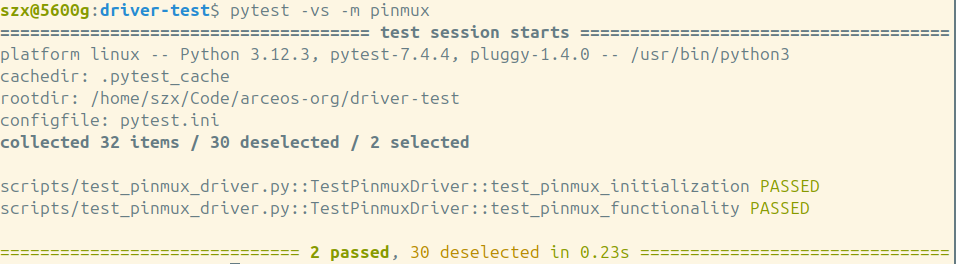 szx@5600g:driver-test$ pytest -vs -m pinmux
===================================== test session starts =====================================
platform linux -- Python 3.12.3, pytest-7.4.4, pluggy-1.4.0 -- /usr/bin/python3
cachedir: .pytest_cache
rootdir: /home/szx/Code/arceos-org/driver-test
configfile: pytest.ini
collected 32 items / 30 deselected / 2 selected
scripts/test_pinmux_driver.py::TestPinmuxDriver::test_pinmux_initialization PASSED
scripts/test_pinmux_driver.py::TestPinmuxDriver::test_pinmux_functionality PASSED
============================== 2 passed, 30 deselected in 0.23s ===============================